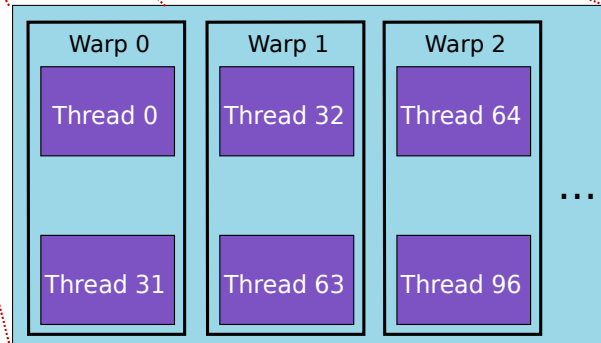 Warp 0
Warp 1
Warp 2
Thread 0
Thread 32
Thread 64
...
Thread 31
Thread 63
Thread 96